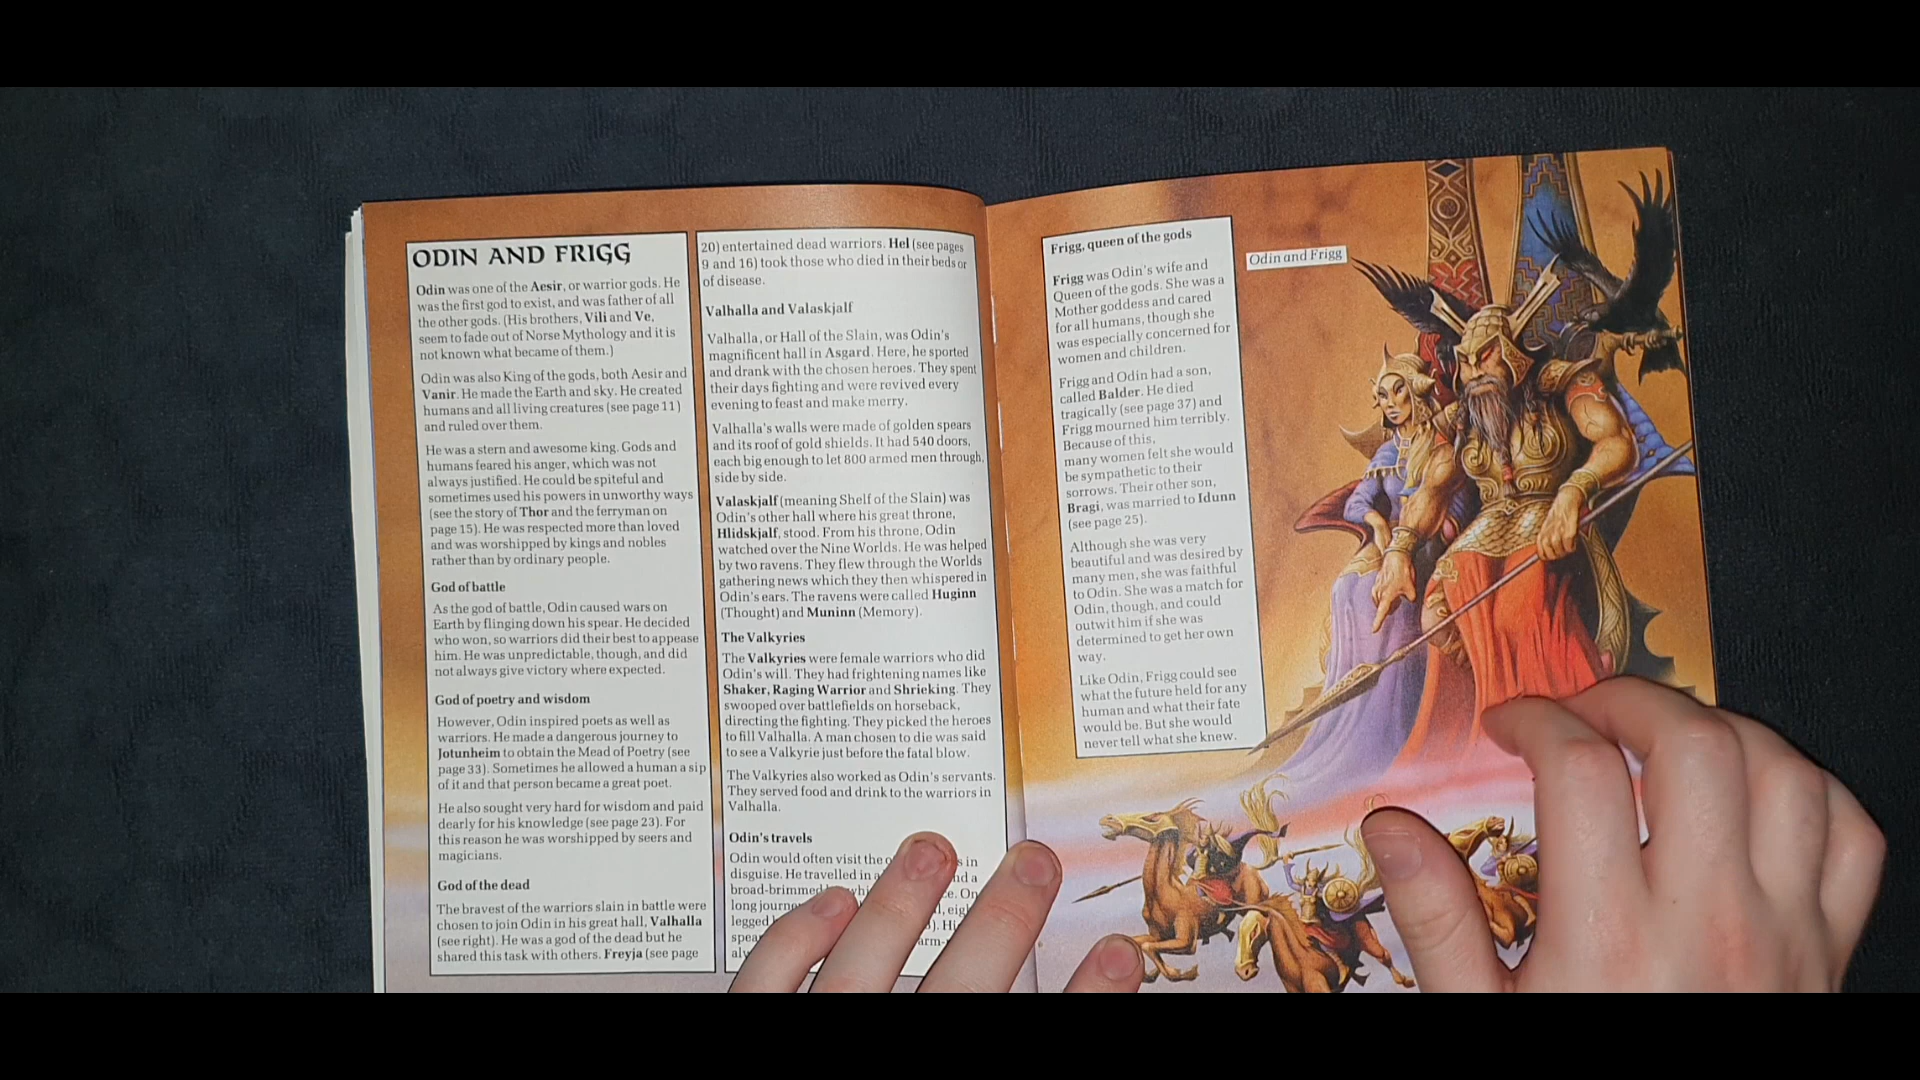 ODIN AND FRIGG
Odin was one of the Aesir, or warrior gods. He
was the first god to exist, and was father of all
the other gods. (His brothers, Vili and Ve,
seem to fade out of Norse Mythology and it is
not known what became of them.)
Odin was also King of the gods, both Aesir and
Vanir. He made the Earth and sky. He created
humans and all living creatures (see page 11)
and ruled over them.
He was a stern and awesome king. Gods and
humans feared his anger, which was not
always justified. He could be spiteful and
sometimes used his powers in unworthy ways
(see the story of Thor and the ferryman on
page 15). He was respected more than loved
and was worshipped by kings and nobles
rather than by ordinary people.
God of battle
As the god of battle, Odin caused wars on
Earth by flinging down his spear. He decided
who won, so warriors did their best to appease
him. He was unpredictable, though, and did
not always give victory where expected.
God of poetry and wisdom
However, Odin inspired poets as well as
warriors. He made a dangerous journey to
Jotunheim to obtain the Mead of Poetry (see
page 33). Sometimes he allowed a human a sip
of it and that person became a great poet.
He also sought very hard for wisdom and paid
dearly for his knowledge (see page 23). For
this reason he was worshipped by seers and
magicians.
God of the dead
The bravest of the warriors slain in battle were
chosen to join Odin in his great hall, Valhalla
(see right). He was a god of the dead but he
shared this task with others. Freyja (see page
20) entertained dead warriors. Hel (see pages
9 and 16) took those who died in their beds or
of disease.
Valhalla and Valaskjalf
Valhalla, or Hall of the Slain, was Odin's
magnificent hall in Asgard. Here, he sported
and drank with the chosen heroes. They spent
their days fighting and were revived every
evening to feast and make merry.
Valhalla's walls were made of golden spears
and its roof of gold shields. It had 540 doors,
each big enough to let 800 armed men through,
side by side.
Valaskjalf (meaning Shelf of the Slain) was
Odin's other hall where his great throne,
Hlidskjalf, stood. From his throne, Odin
watched over the Nine Worlds. He was helped
by two ravens. They flew through the Worlds
gathering news which they then whispered in
Odin's ears. The ravens were called Huginn
(Thought) and Muninn (Memory).
The Valkyries
The Valkyries were female warriors who did
Odin's will. They had frightening names like
Shaker, Raging Warrior and Shrieking. They
swooped over battlefields on horseback,
directing the fighting. They picked the heroes
to fill Valhalla. A man chosen to die was said
to see a Valkyrie just before the fatal blow.
The Valkyries also worked as Odin's servants.
They served food and drink to the warriors in
Valhalla.
Odin's travels
Odin would often visit the in
disguise. He travelled in a
broad-brimmed On
long
legged
Frigg, queen of the gods
Frigg was Odin's wife and
Queen of the gods. She was a
Mother goddess and cared
for all humans, though she
was especially concerned for
women and children.
Frigg and Odin had a son,
called Balder. He died
tragically (see page 37) and
Frigg mourned him terribly.
Because of this,
many women felt she would
be sympathetic to their
sorrows. Their other son,
Bragi, was married to Idunn
(see page 25).
Although she was very
beautiful and was desired by
many men, she was faithful
to Odin. She was a match for
Odin, though, and could
outwit him if she was
determined to get her own
way.
Like Odin, Frigg could see
what the future held for any
human and what their fate
would be. But she would
never tell what she knew.
Odin and Frigg